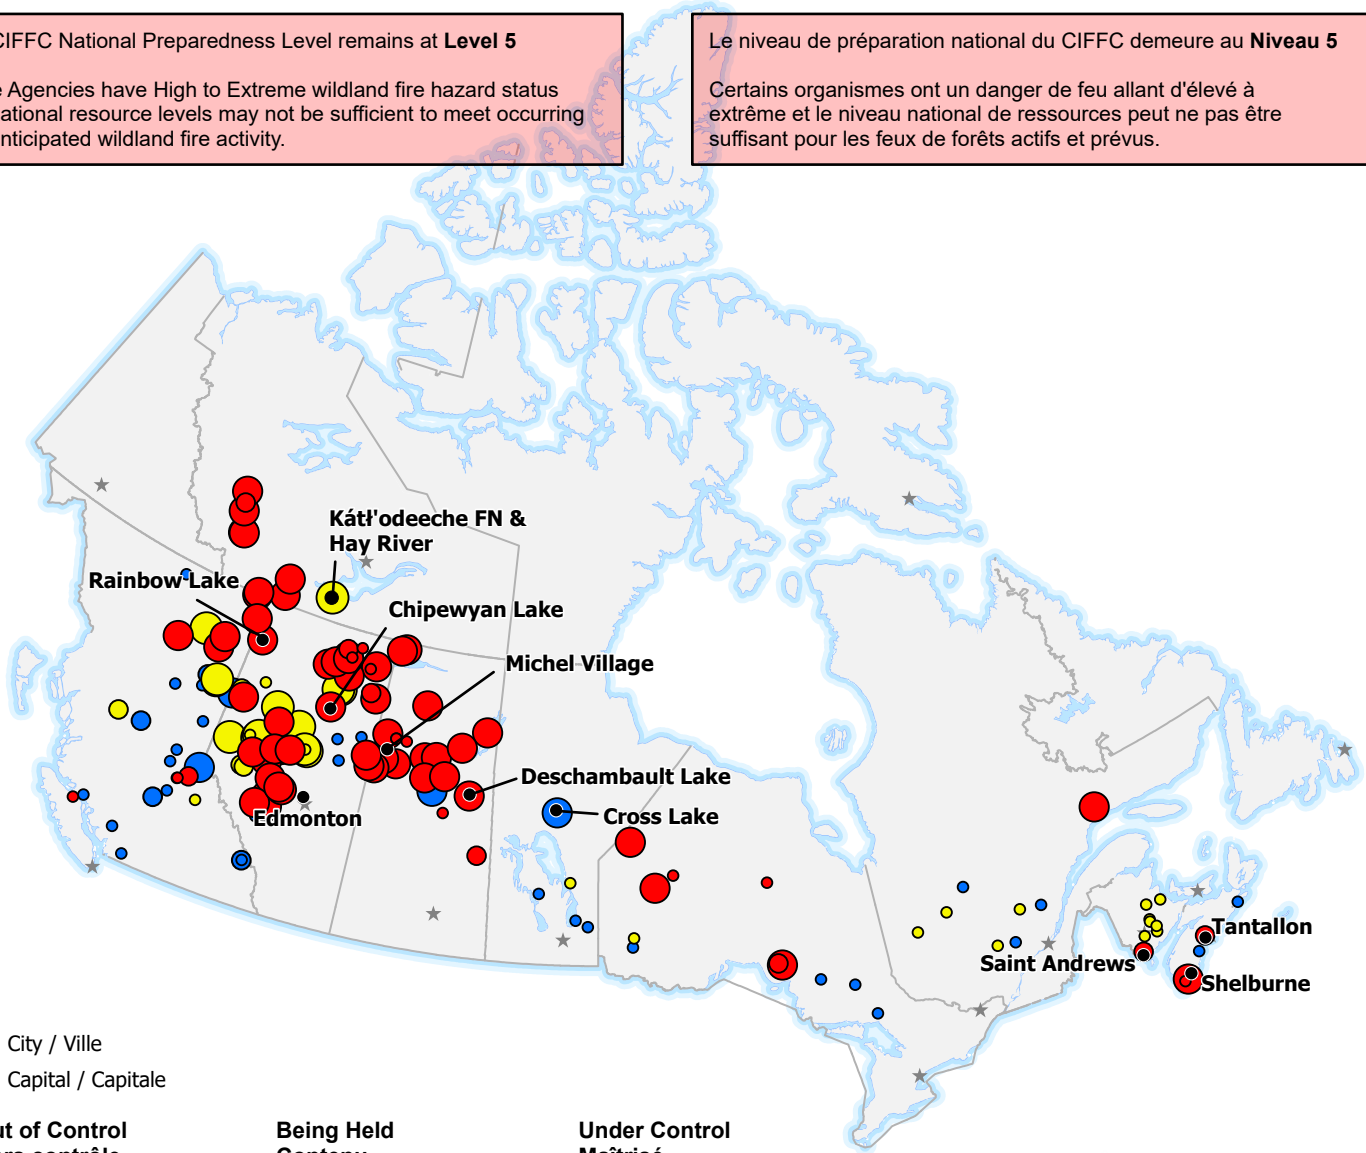 CIFFC National Preparedness Level remains at Level 5
Agencies have High to Extreme wildland fire hazard status
national resource levels may not be sufficient to meet occurring
anticipated wildland fire activity.
Le niveau de préparation national du CIFFC demeure au Niveau 5
Certains organismes ont un danger de feu allant d'élevé à
extrême et le niveau national de ressources peut ne pas être
suffisant pour les feux de forêts actifs et prévus.
Kátł'odeeche FN &
Hay River
Rainbow Lake
Chipewyan Lake
Michel Village
Deschambault Lake
Cross Lake
Edmonton
Tantallon
Saint Andrews
Shelburne
City / Ville
Capital / Capitale
of Control
Being Held
Under Control
contrôle
Contenu
Maîtrisé